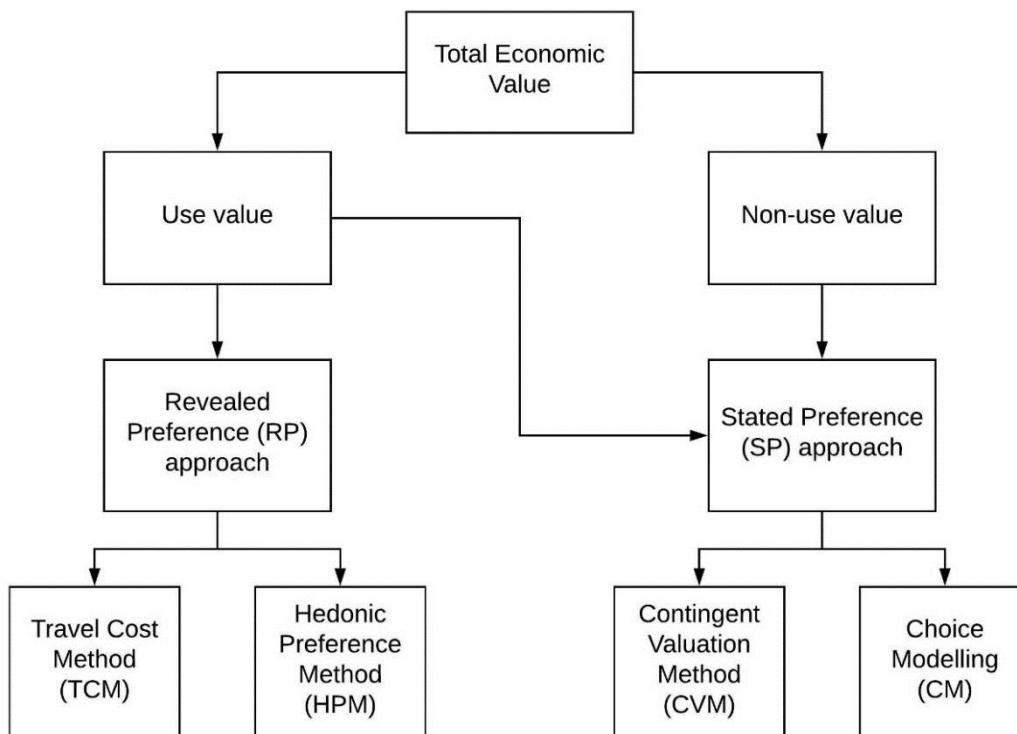 Total Economic
Value
Use value
Non-use value
Revealed
Preference (RP)
approach
Stated Preference
(SP) approach
Travel Cost
Method
(TCM)
Hedonic
Preference
Method
(HPM)
Contingent
Valuation
Method
(CVM)
Choice
Modelling
(CM)